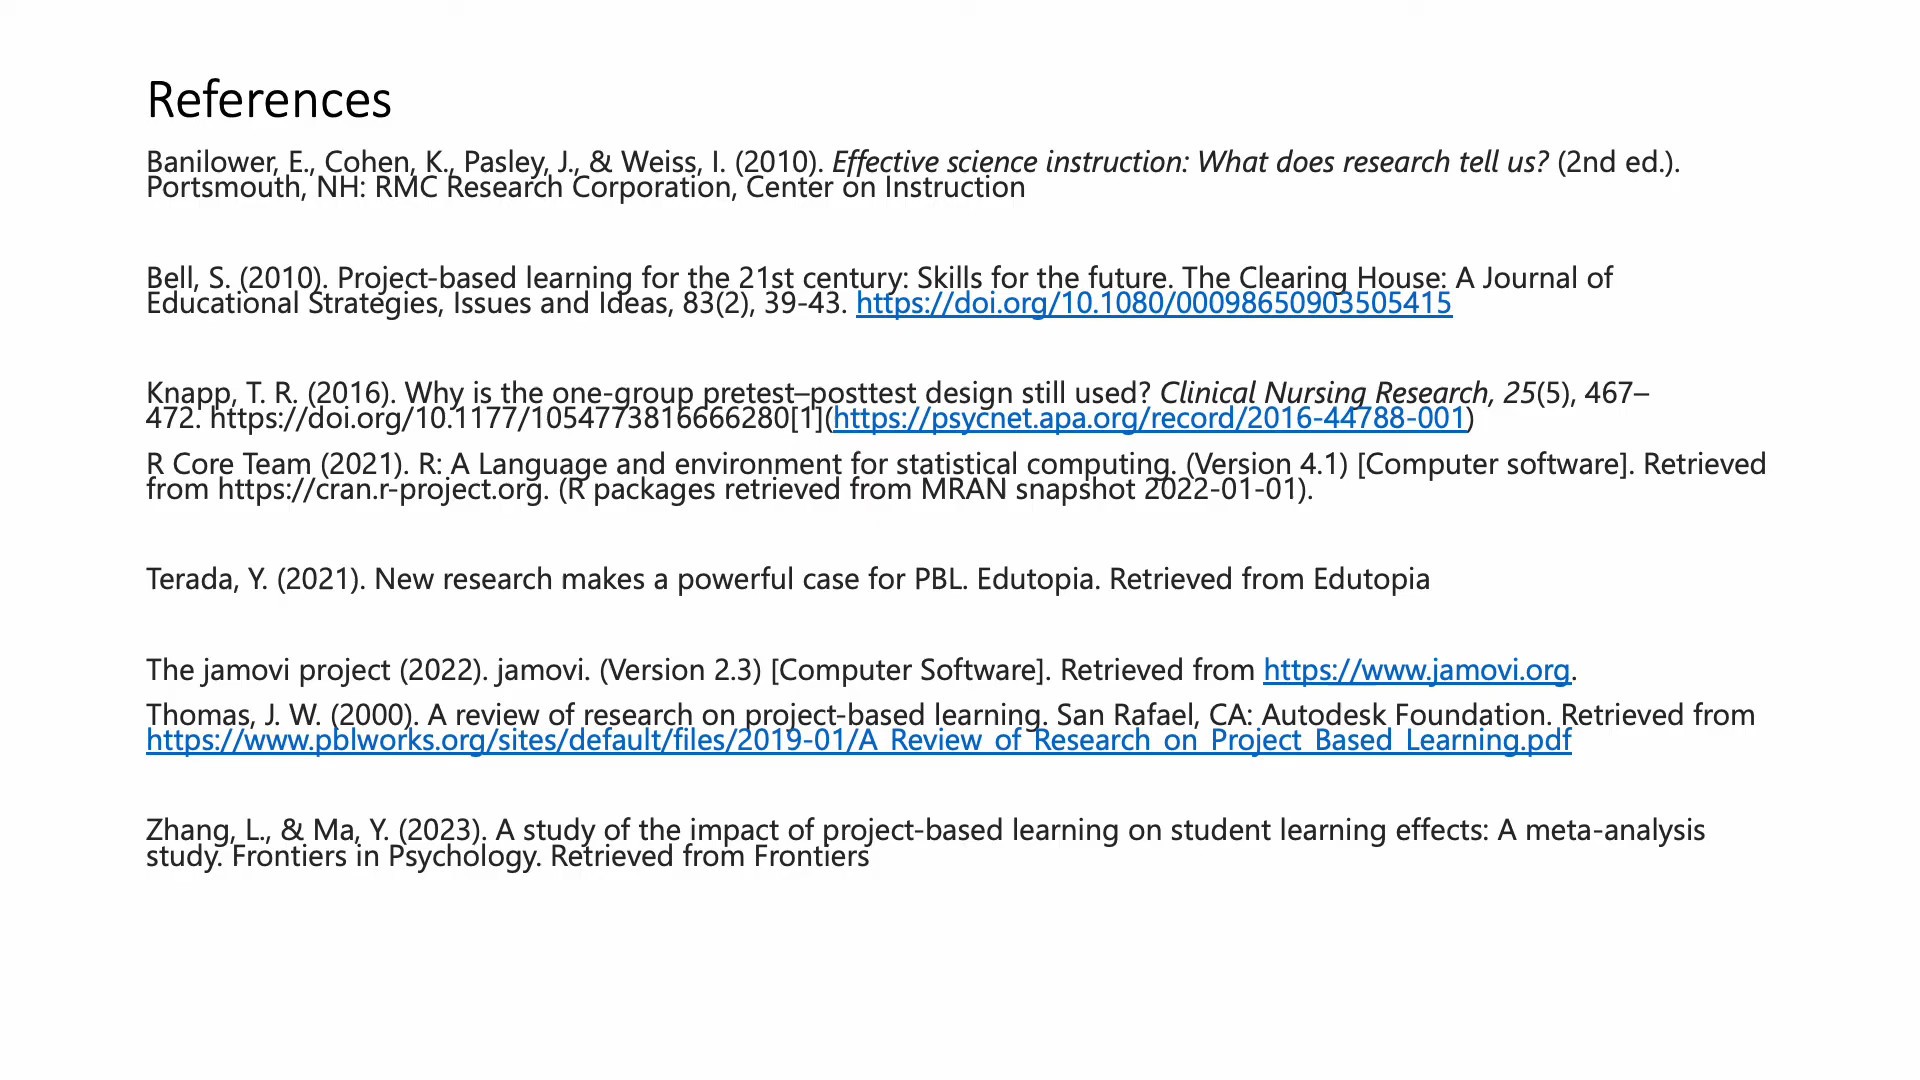 References
Banilower, E., Cohen, K., Pasley, J., & Weiss, I. (2010). Effective science instruction: What does research tell us? (2nd ed.).
Portsmouth, NH: RMC Research Corporation, Center on Instruction
Bell, S. (2010). Project-based learning for the 21st century: Skills for the future. The Clearing House: A Journal of
Educational Strategies, Issues and Ideas, 83(2), 39-43. https://doi.org/10.1080/00098650903505415
Knapp, T. R. (2016). Why is the one-group pretest–posttest design still used? Clinical Nursing Research, 25(5), 467–
472. https://doi.org/10.1177/1054773816666280[1](https://psycnet.apa.org/record/2016-44788-001)
R Core Team (2021). R: A Language and environment for statistical computing. (Version 4.1) [Computer software]. Retrieved
from https://cran.r-project.org. (R packages retrieved from MRAN snapshot 2022-01-01).
Terada, Y. (2021). New research makes a powerful case for PBL. Edutopia. Retrieved from Edutopia
The jamovi project (2022). jamovi. (Version 2.3) [Computer Software]. Retrieved from https://www.jamovi.org.
Thomas, J. W. (2000). A review of research on project-based learning. San Rafael, CA: Autodesk Foundation. Retrieved from
https://www.pblworks.org/sites/default/files/2019-01/A_Review_of_Research_on_Project_Based_Learning.pdf
Zhang, L., & Ma, Y. (2023). A study of the impact of project-based learning on student learning effects: A meta-analysis
study. Frontiers in Psychology. Retrieved from Frontiers